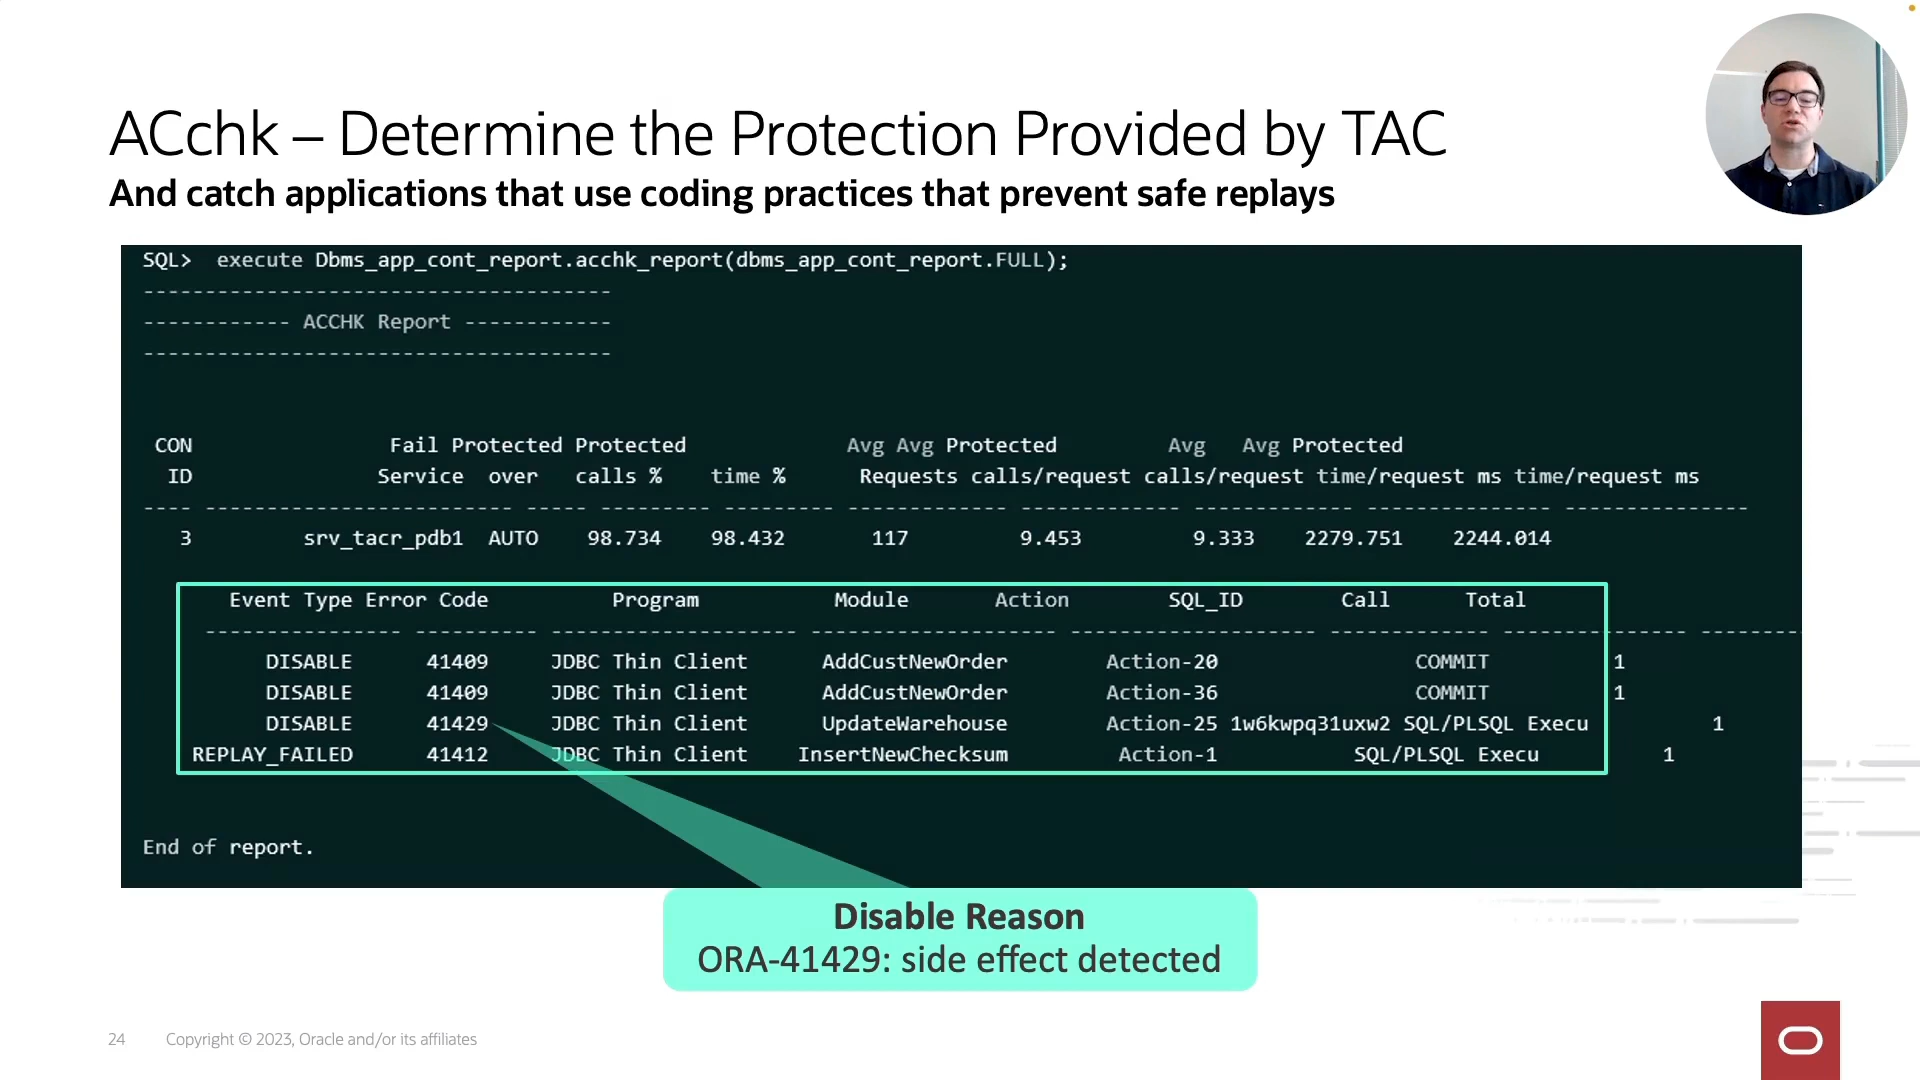 ACchk – Determine the Protection Provided by TAC
And catch applications that use coding practices that prevent safe replays
SQL> execute Dbms_app_cont_report.acchk_report(dbms_app_cont_report.FULL);
--------------------------------------
------------ ACCHK Report ------------
--------------------------------------
CON Fail Protected Protected Avg Avg Protected Avg Avg Protected
ID Service over calls % time % Requests calls/request calls/request time/request ms time/request ms
---- ------------------------- ----- --------- --------- ------------- ------------- ------------- --------------- ---------------
3 srv_tacr_pdb1 AUTO 98.734 98.432 117 9.453 9.333 2279.751 2244.014
Event Type Error Code Program Module Action SQL_ID Call Total
---------------- ---------- -------------------- -------------------- -------------------- ------------- --------------- --------
DISABLE 41409 JDBC Thin Client AddCustNewOrder Action-20 COMMIT 1
DISABLE 41409 JDBC Thin Client AddCustNewOrder Action-36 COMMIT 1
DISABLE 41429 JDBC Thin Client UpdateWarehouse Action-25 1w6kwpq31uxw2 SQL/PLSQL Execu 1
REPLAY_FAILED 41412 JDBC Thin Client InsertNewChecksum Action-1 SQL/PLSQL Execu 1
End of report.
Disable Reason
ORA-41429: side effect detected
24 Copyright © 2023, Oracle and/or its affiliates